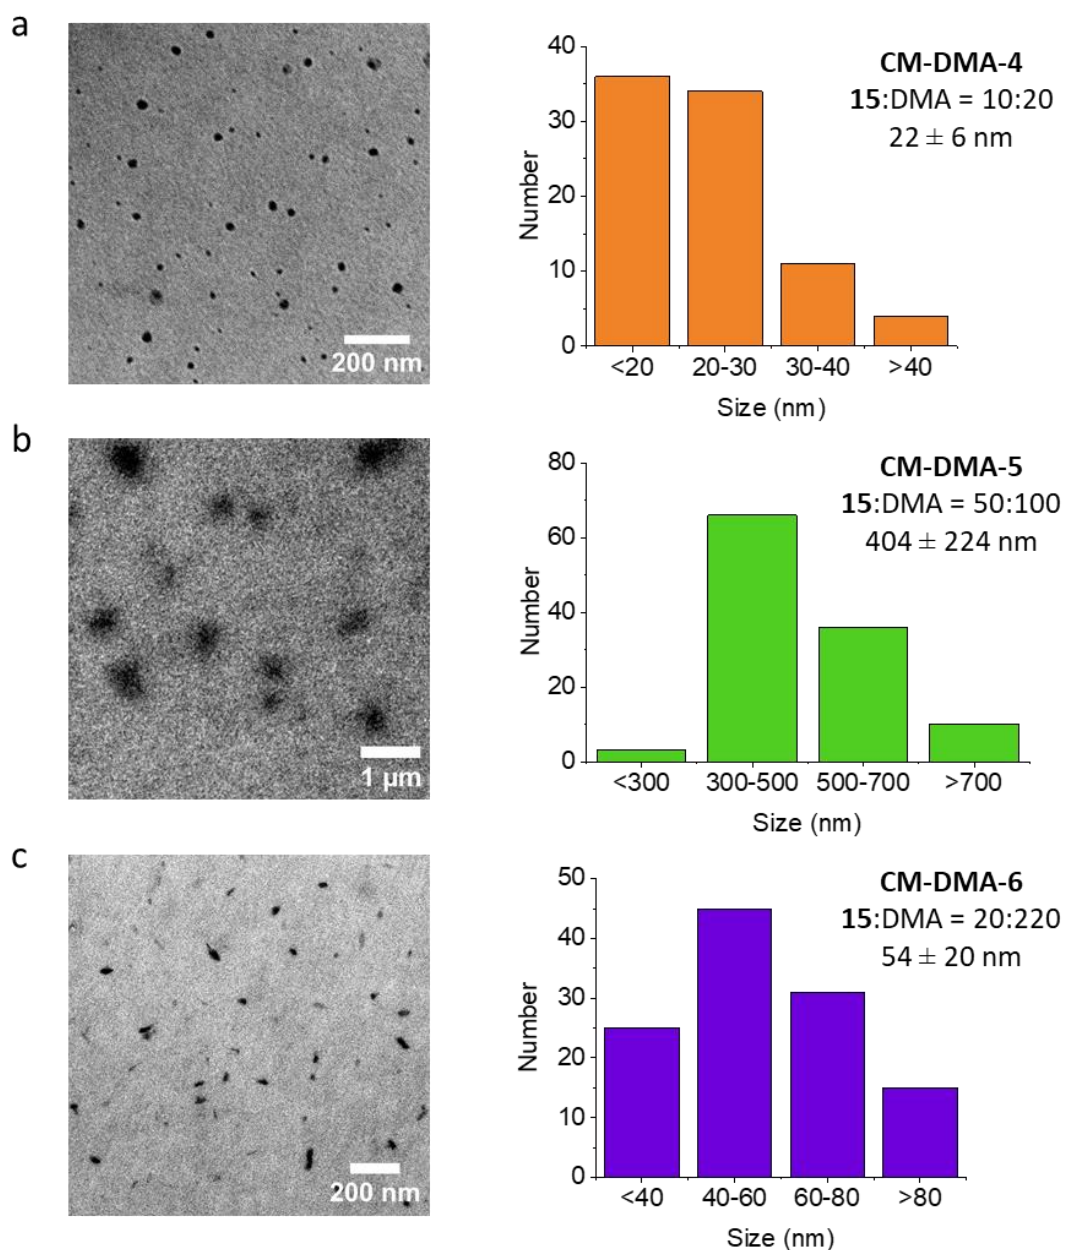 a
200 nm
40
30
20
10
0
Number
<20 20-30 30-40 >40
Size (nm)
CM-DMA-4
15:DMA = 10:20
22 ± 6 nm
b
1 µm
80
60
40
20
0
Number
<300 300-500 500-700 >700
Size (nm)
CM-DMA-5
15:DMA = 50:100
404 ± 224 nm
c
200 nm
50
40
30
20
10
0
Number
<40 40-60 60-80 >80
Size (nm)
CM-DMA-6
15:DMA = 20:220
54 ± 20 nm